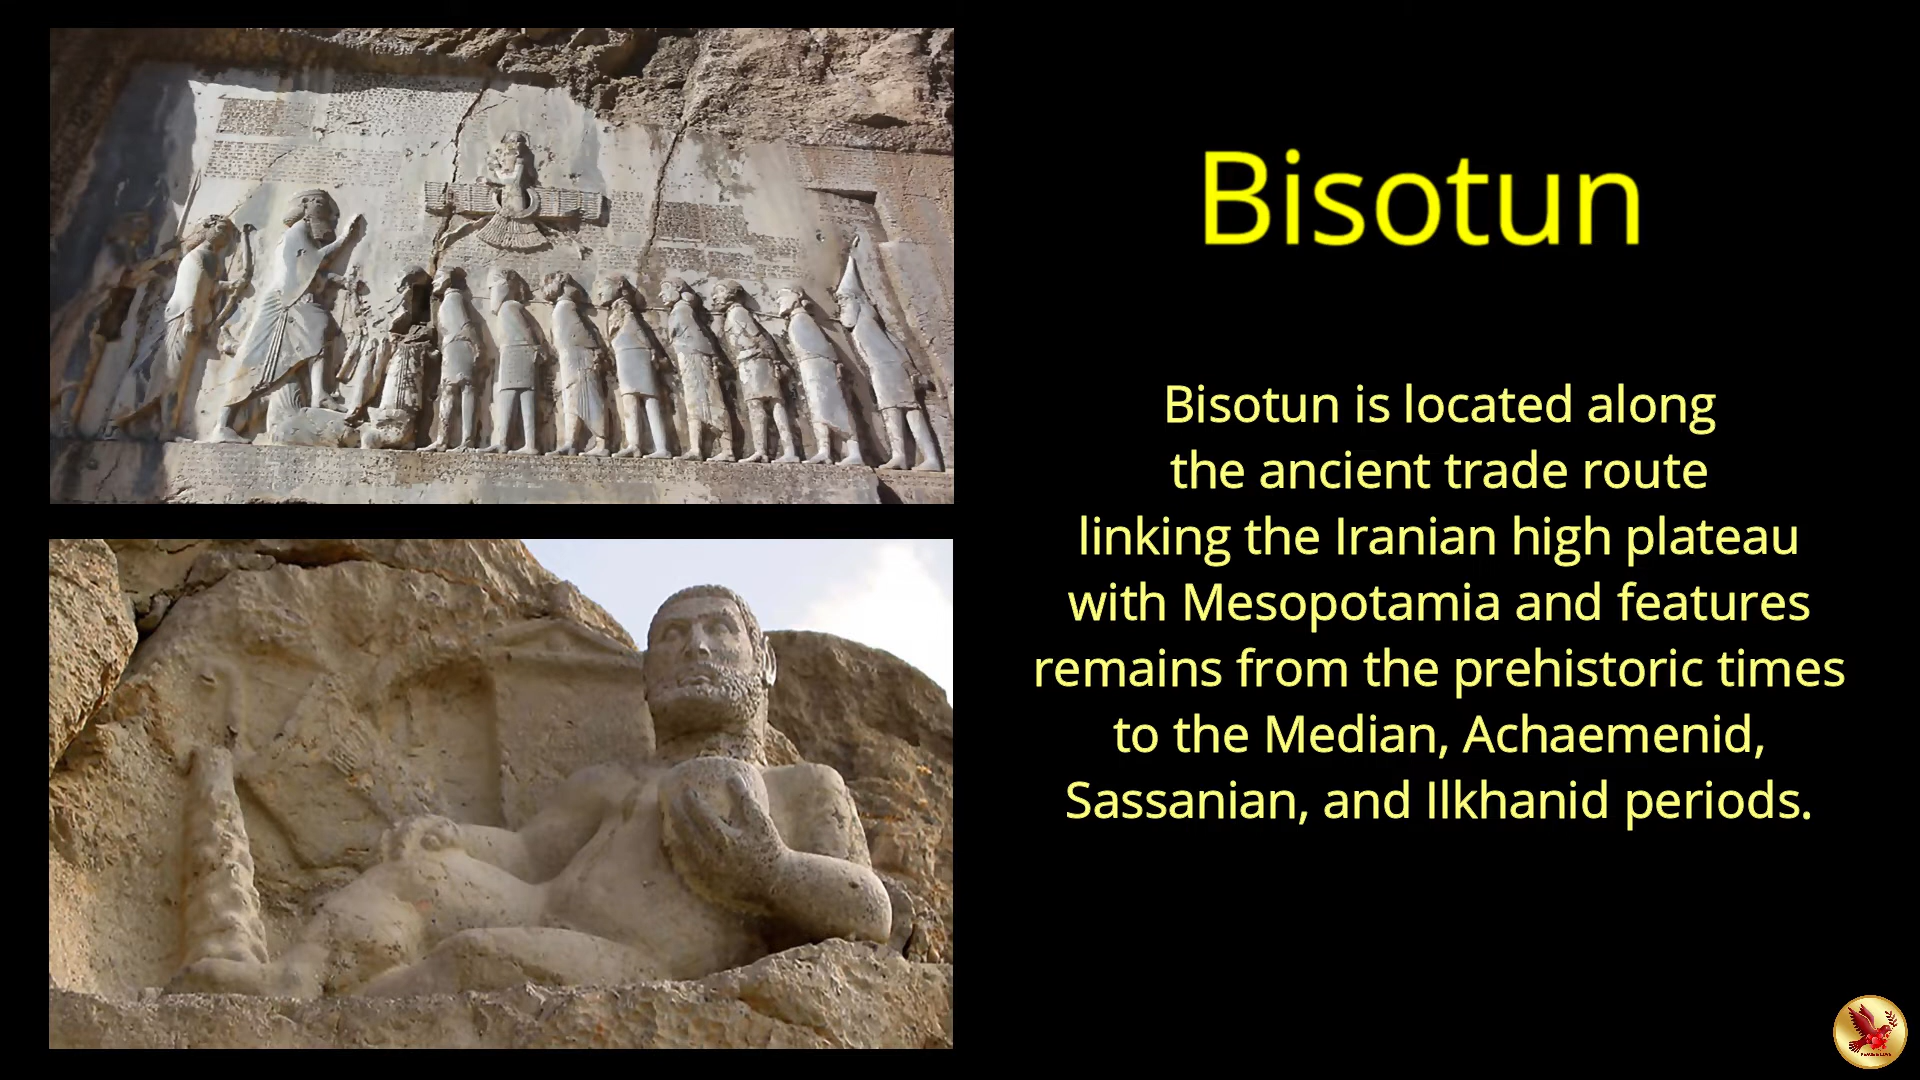 Bisotun
Bisotun is located along
the ancient trade route
linking the Iranian high plateau
with Mesopotamia and features
remains from the prehistoric times
to the Median, Achaemenid,
Sassanian, and Ilkhanid periods.